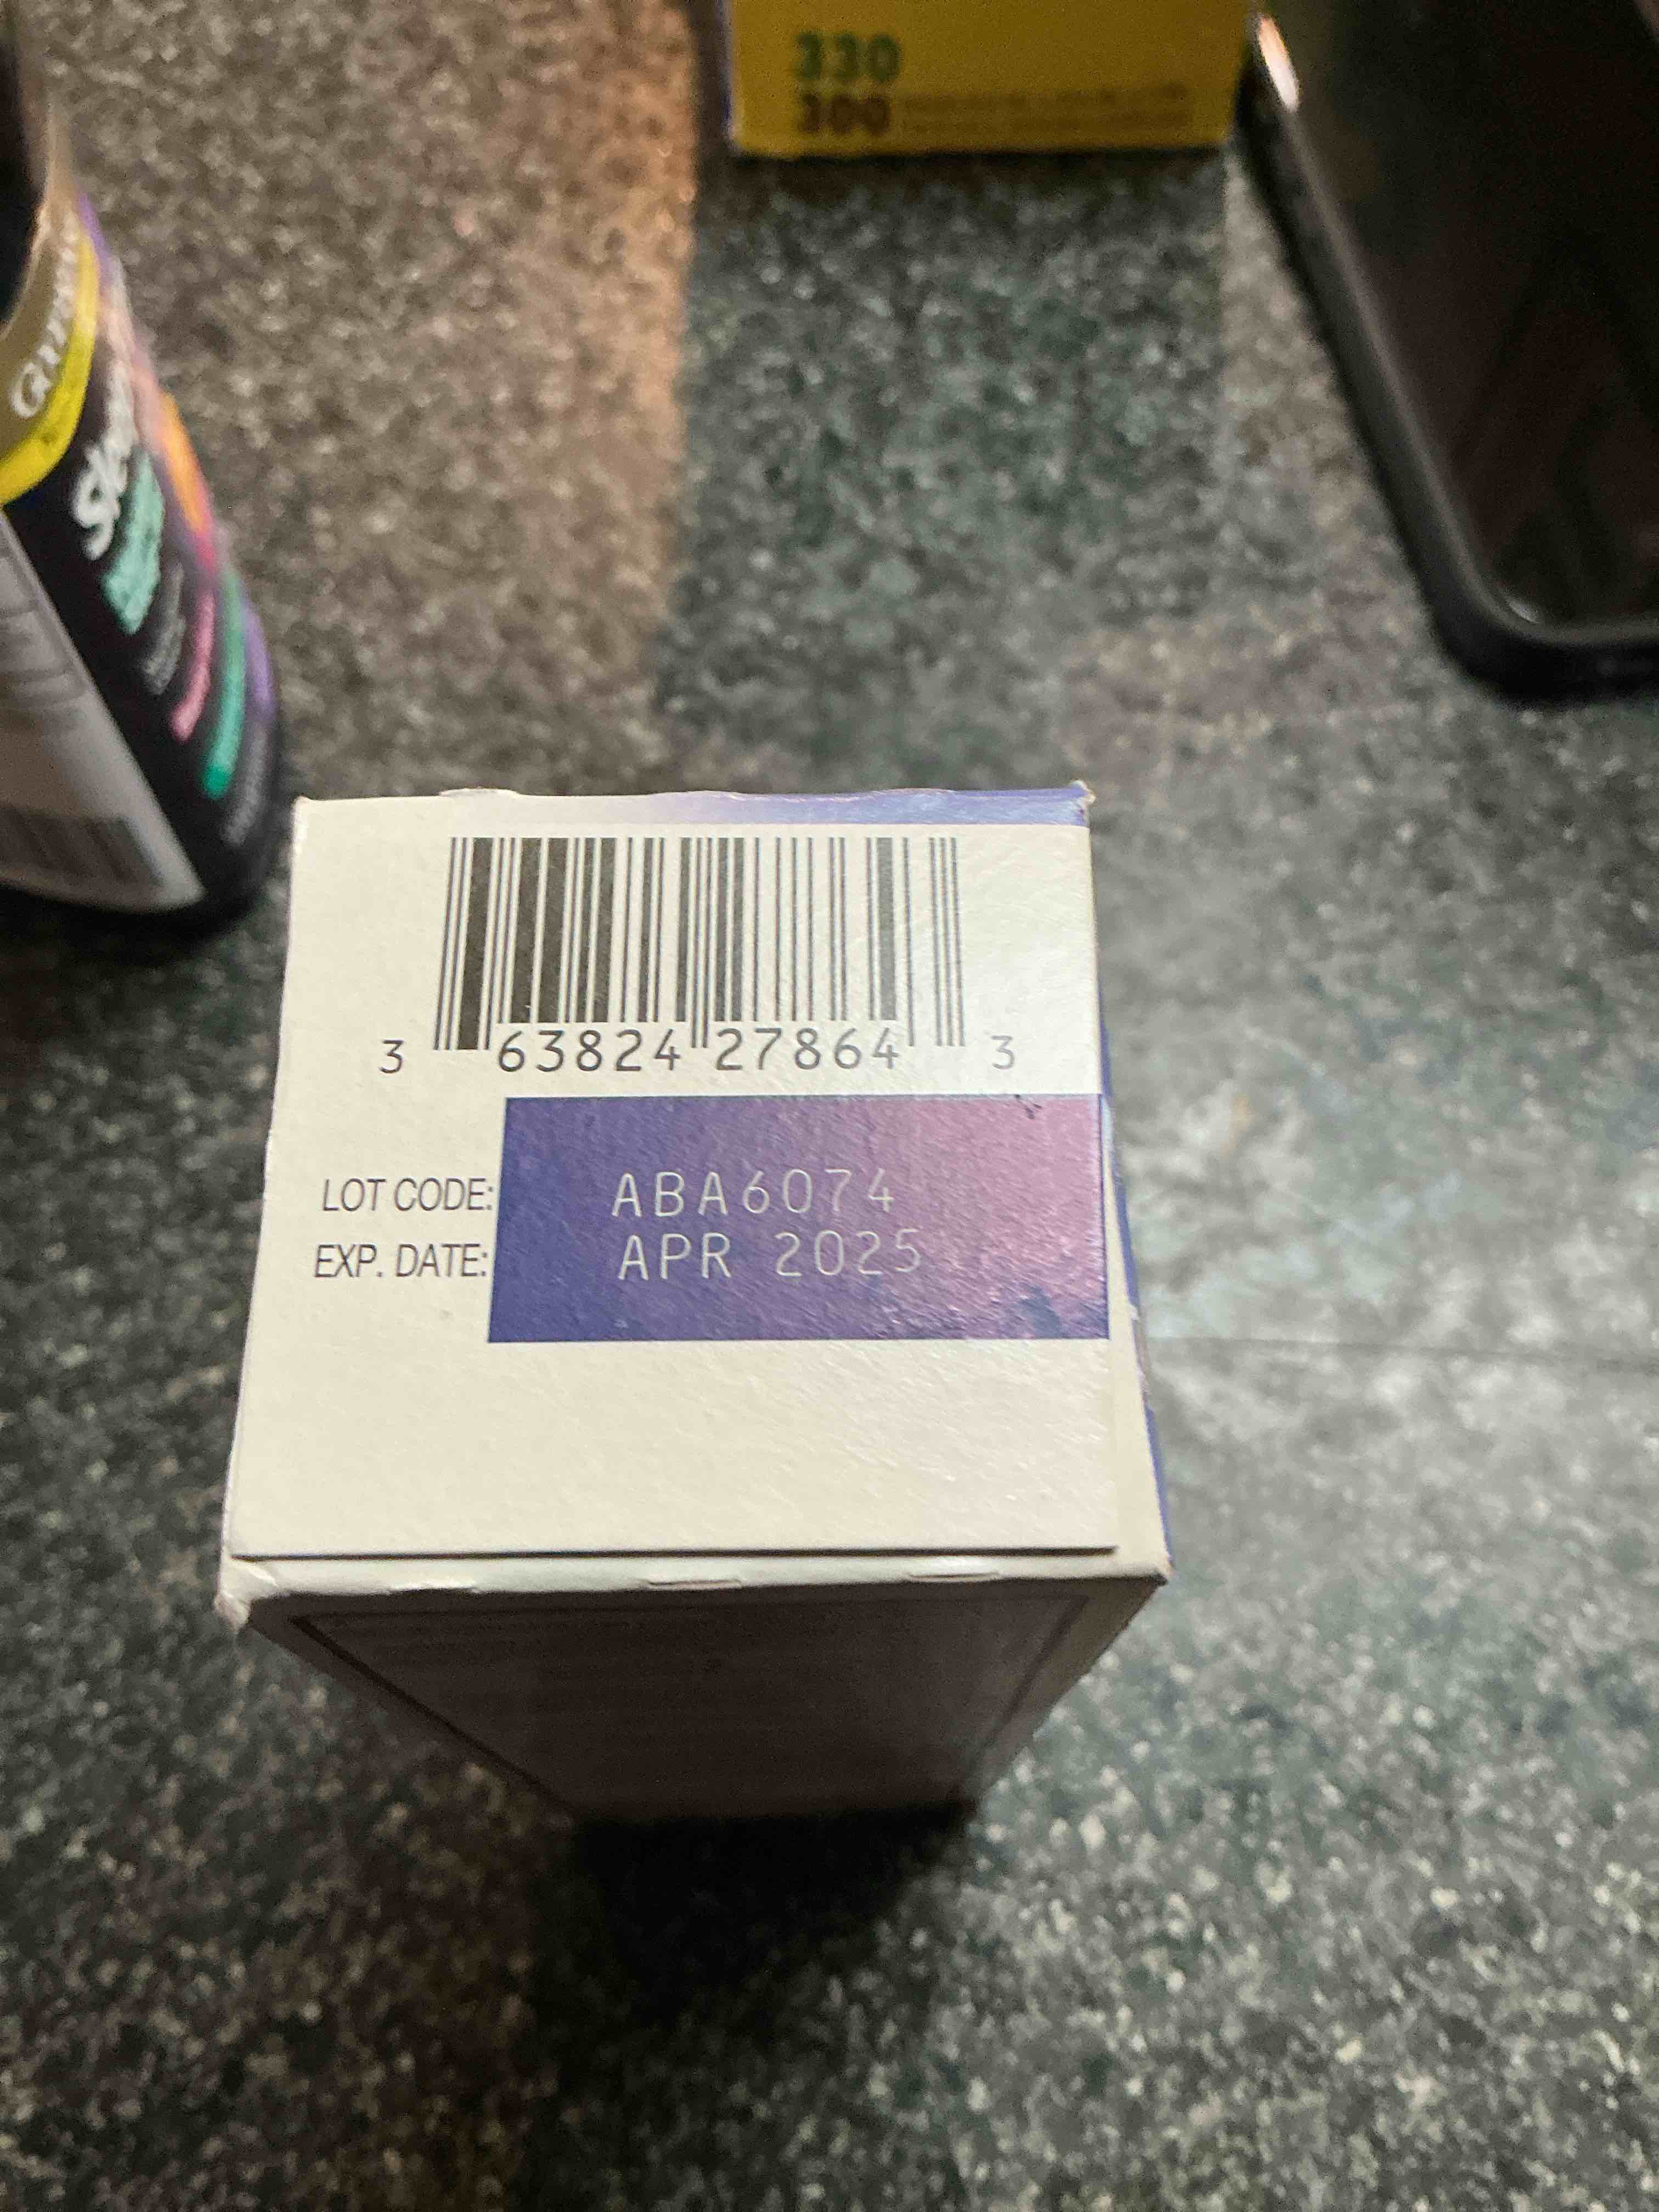 330
300
3 63824 27864 3
LOT CODE: ABA6074
EXP. DATE: APR 2025